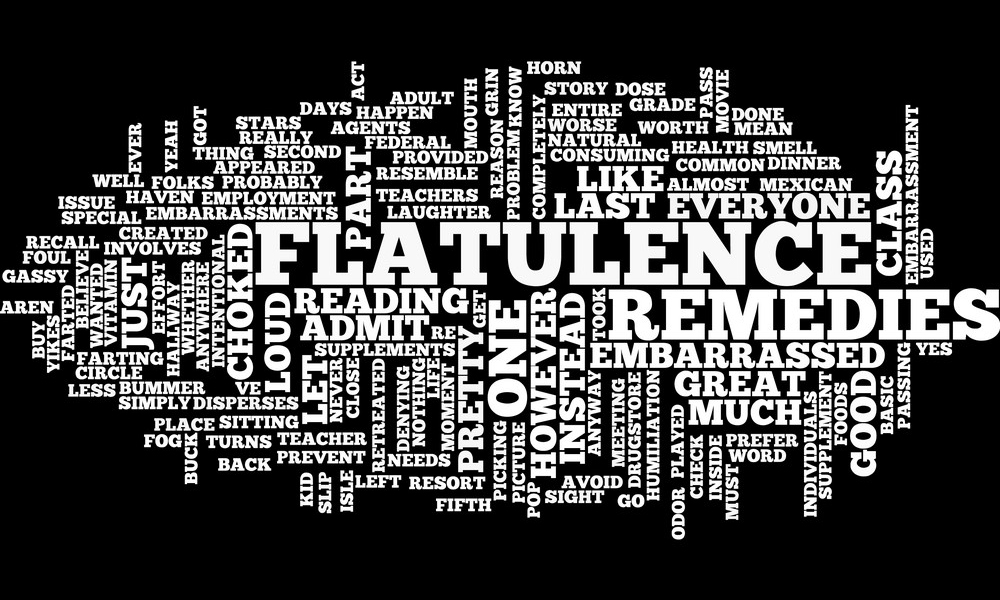 HORN
ACT
GRIN
KNOW
PASS
MOVIE
STORY DOSE
DAYS
ADULT
HAPPEN
MOUTH
ENTIRE
GRADE
DONE
STARS
AGENTS
WORSE
WORTH
MEAN
EVER
YEAH
GOT
REALLY
FEDERAL
REASON
PROBLEM
COMPLETELY
NATURAL
HEALTH SMELL
THING SECOND
PROVIDED
CONSUMING
COMMON DINNER
APPEARED
PART
RESEMBLE
LIKE
ALMOST MEXICAN
CLASS
EMBARRASSMENT
WELL FOLKS PROBABLY
TEACHERS
ISSUE
HAVEN EMPLOYMENT
LAUGHTER
LAST EVERYONE
SPECIAL EMBARRASSMENTS
CREATED
RECALL
INVOLVES
FLATULENCE
USED
FOUL
GASSY
BELIEVE
WANTED
VITAMIN
JUST
EFFORT
HALLWAY
WHETHER
ANYWHERE
INTENTIONAL
CHOKED
LOUD
READING
GET
ONE
HOWEVER
INSTEAD
TOOK
REMEDIES
AREN
BUY
YIKES
FARTED
ADMIT
RE
SUPPLEMENTS
EMBARRASSED
PASSING
YES
FARTING
CIRCLE
LET
NEVER
CLOSE
RETREATED
DENYING
NOTHING
LIFE
MOMENT
PRETTY
GREAT
LESS BUMMER
VE
ANYWAY
MEETING
DRUGSTORE
HUMILIATION
MUCH
INDIVIDUALS
SUPPLEMENT
FOODS
GOOD
BASIC
SIMPLY DISPERSES
PLACE SITTING
PICKING
PICTURE
PLAYED
ODOR
CHECK
INSIDE
MUST
FOGK
BUCK
TURNS TEACHER
PREFER
WORD
BACK
PREVENT
NEEDS
KID
SLIP
ISLE
LEFT RESORT
POP
AVOID
SIGHT
GO
FIFTH